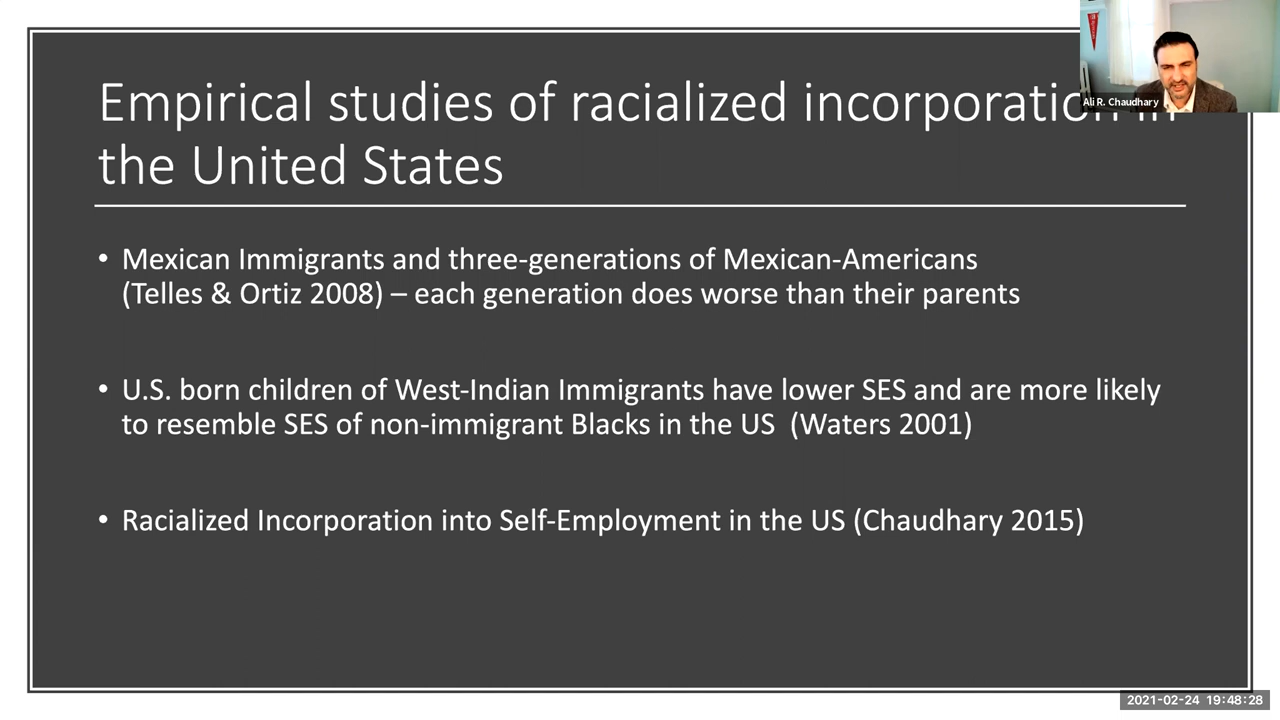 Empirical studies of racialized incorporation in
the United States
Ali R. Chaudhary
• Mexican Immigrants and three-generations of Mexican-Americans
(Telles & Ortiz 2008) – each generation does worse than their parents
• U.S. born children of West-Indian Immigrants have lower SES and are more likely
to resemble SES of non-immigrant Blacks in the US (Waters 2001)
• Racialized Incorporation into Self-Employment in the US (Chaudhary 2015)
2021-02-24 19:48:28